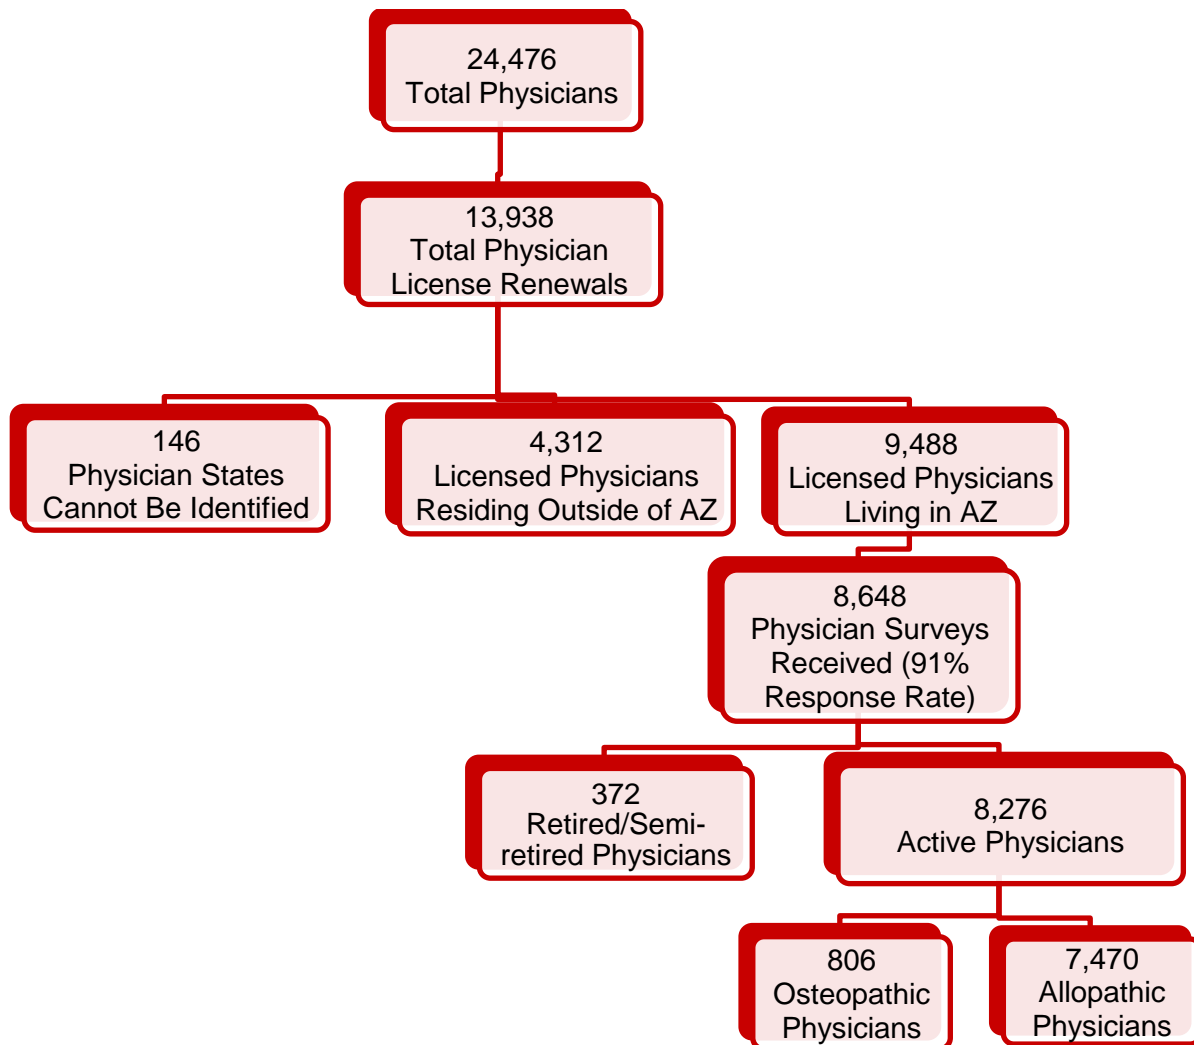 24,476
Total Physicians
13,938
Total Physician
License Renewals
146
Physician States
Cannot Be Identified
4,312
Licensed Physicians
Residing Outside of AZ
9,488
Licensed Physicians
Living in AZ
8,648
Physician Surveys
Received (91%
Response Rate)
372
Retired/Semi-
retired Physicians
8,276
Active Physicians
806
Osteopathic
Physicians
7,470
Allopathic
Physicians